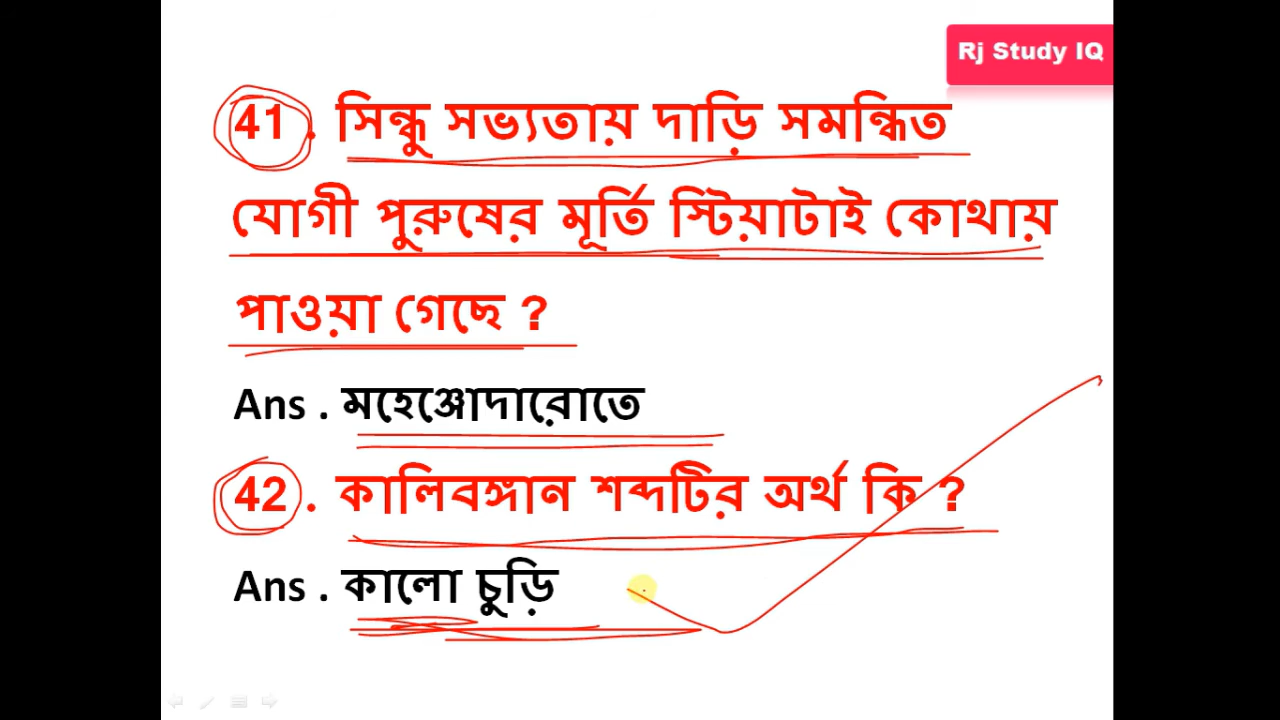 Rj Study IQ
41 . সিন্ধু সভ্যতায় দাড়ি সমন্ধিত
যোগী পুরুষের মূর্তি স্টিয়াটাই কোথায়
পাওয়া গেছে ?
Ans . মহেঞ্জোদারোতে
42 . কালিবঙ্গান শব্দটির অর্থ কি ?
Ans . কালো চুড়ি